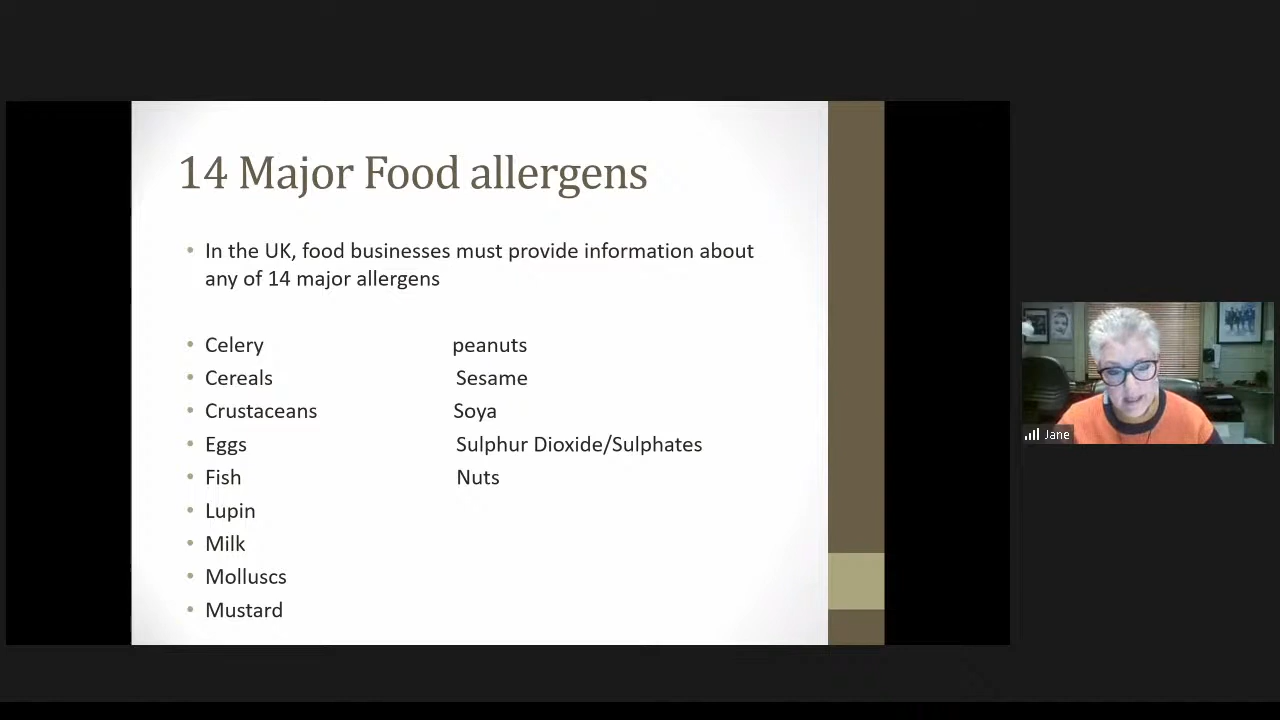 14 Major Food allergens
• In the UK, food businesses must provide information about
any of 14 major allergens
• Celery peanuts
• Cereals Sesame
• Crustaceans Soya
• Eggs Sulphur Dioxide/Sulphates
• Fish Nuts
• Lupin
• Milk
• Molluscs
• Mustard
Jane